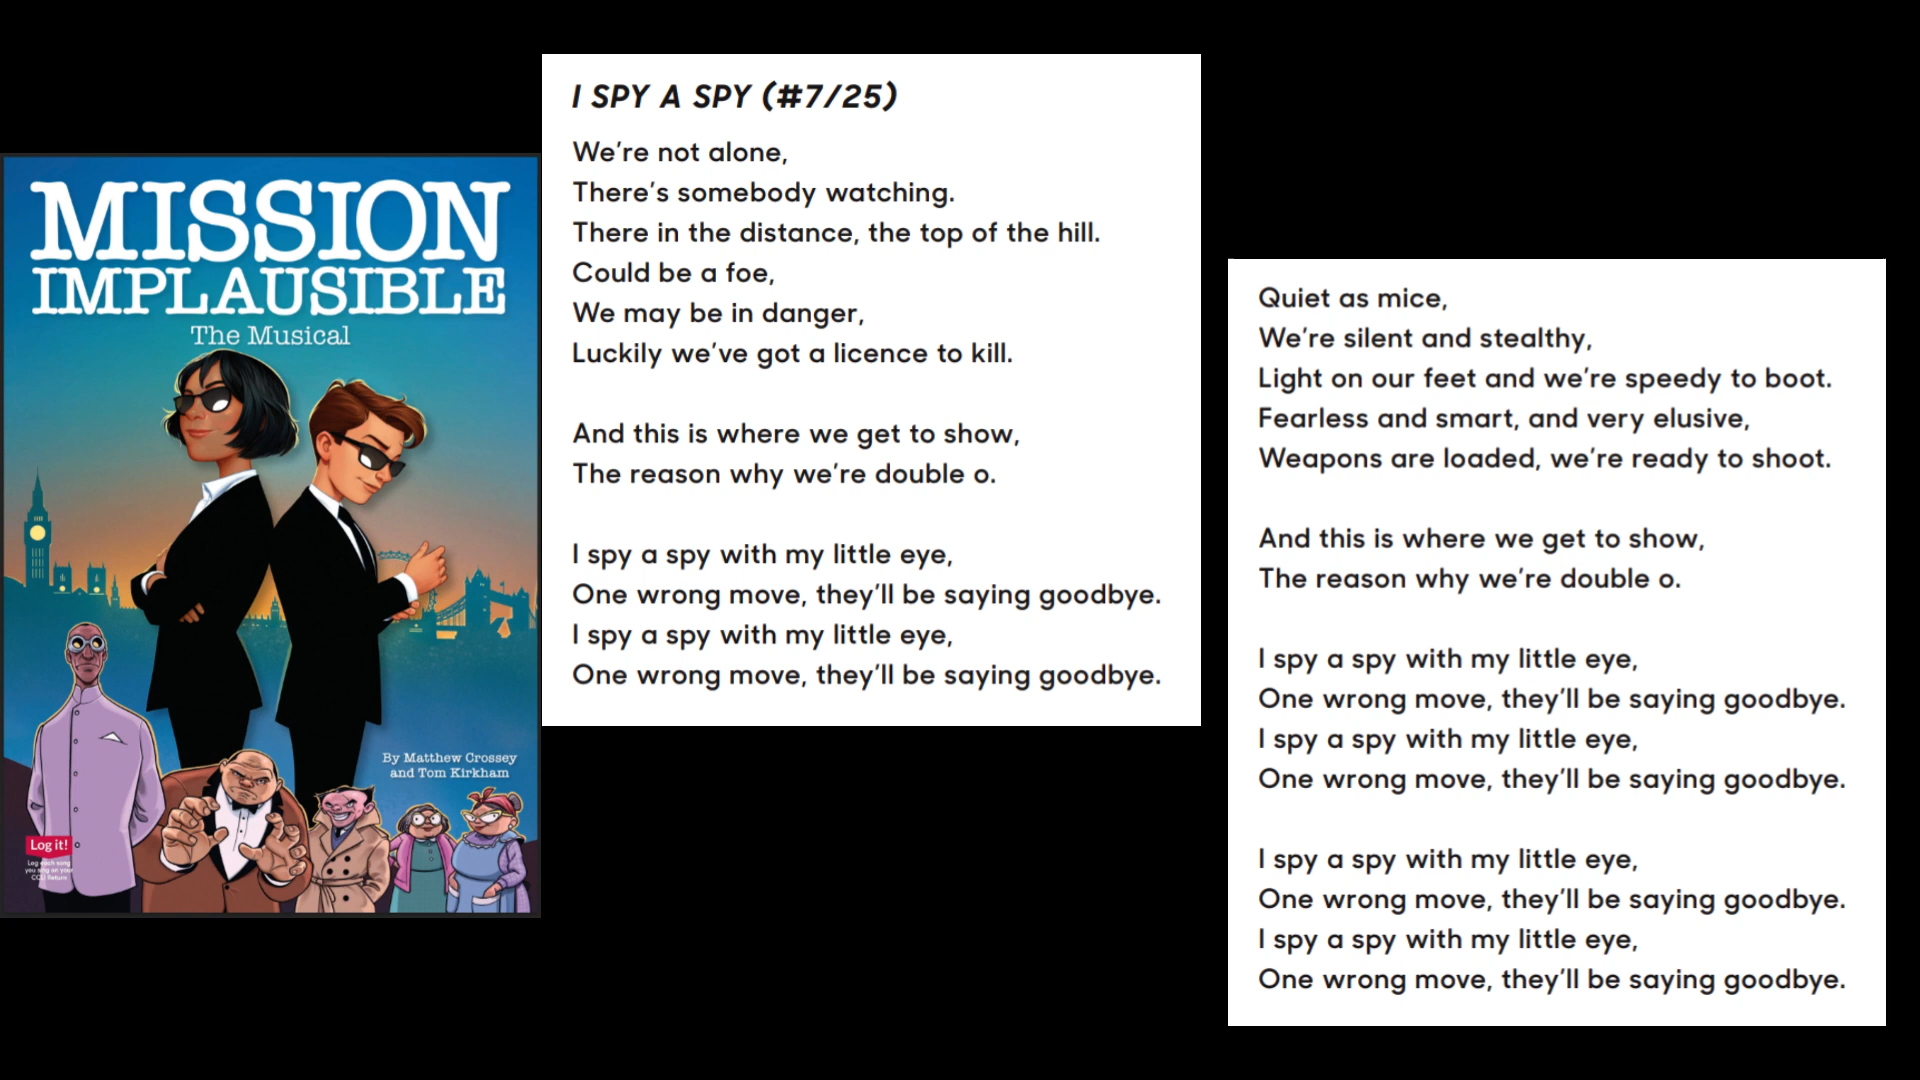 MISSION
IMPLAUSIBLE
The Musical
By Matthew Crossey
and Tom Kirkham
Log it!
Log each song
you sing on your
CCLI Return
I SPY A SPY (#7/25)
We're not alone,
There's somebody watching.
There in the distance, the top of the hill.
Could be a foe,
We may be in danger,
Luckily we've got a licence to kill.
And this is where we get to show,
The reason why we're double o.
I spy a spy with my little eye,
One wrong move, they'll be saying goodbye.
I spy a spy with my little eye,
One wrong move, they'll be saying goodbye.
Quiet as mice,
We're silent and stealthy,
Light on our feet and we're speedy to boot.
Fearless and smart, and very elusive,
Weapons are loaded, we're ready to shoot.
And this is where we get to show,
The reason why we're double o.
I spy a spy with my little eye,
One wrong move, they'll be saying goodbye.
I spy a spy with my little eye,
One wrong move, they'll be saying goodbye.
I spy a spy with my little eye,
One wrong move, they'll be saying goodbye.
I spy a spy with my little eye,
One wrong move, they'll be saying goodbye.